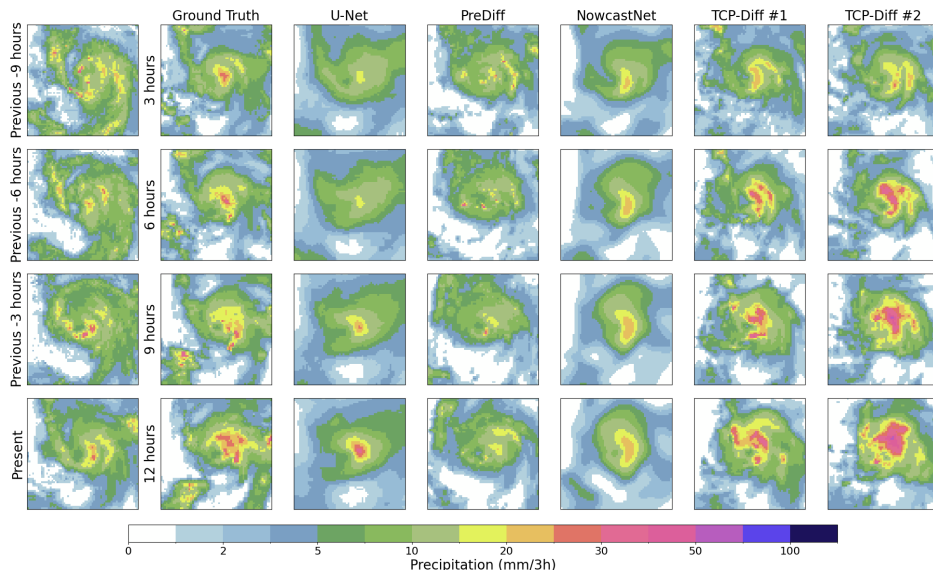 Ground Truth
U-Net
PreDiff
NowcastNet
TCP-Diff #1
TCP-Diff #2
Previous -9 hours
3 hours
Previous -6 hours
6 hours
Previous -3 hours
9 hours
Present
12 hours
0 2 5 10 20 30 50 100
Precipitation (mm/3h)